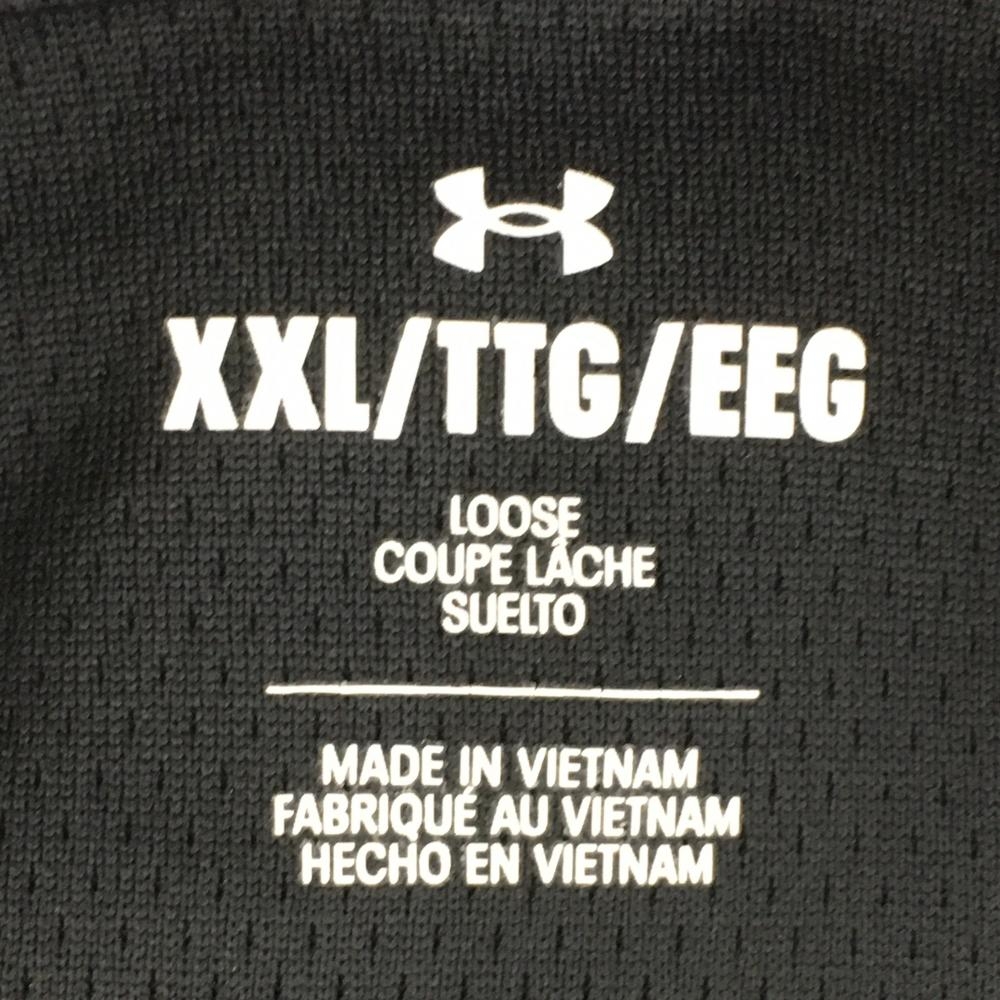 XXL/TTG/EEG
LOOSE
COUPE LÂCHE
SUELTO
MADE IN VIETNAM
FABRIQUÉ AU VIETNAM
HECHO EN VIETNAM